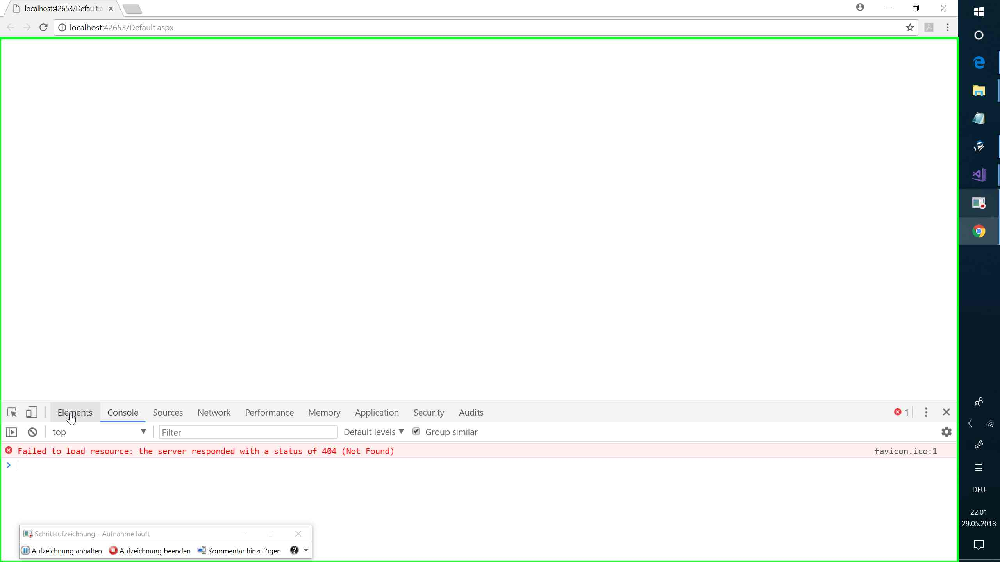 localhost:42653/Default.a
localhost:42653/Default.aspx
Elements Console Sources Network Performance Memory Application Security Audits 1
top Filter Default levels Group similar
Failed to load resource: the server responded with a status of 404 (Not Found) favicon.ico:1
DEU
22:01
29.05.2018
Schrittaufzeichnung - Aufnahme läuft
Aufzeichnung anhalten Aufzeichnung beenden Kommentar hinzufügen